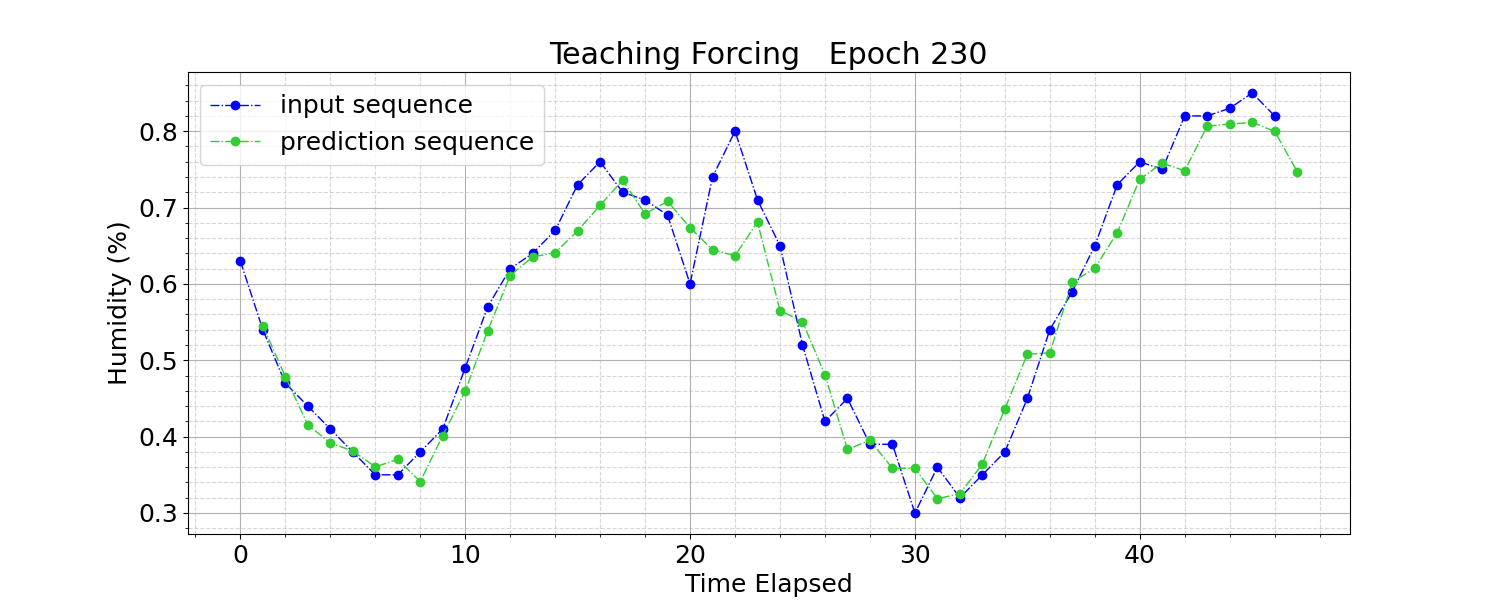 Teaching Forcing   Epoch 230
input sequence
prediction sequence
Humidity (%)
0.8
0.7
0.6
0.5
0.4
0.3
0 10 20 30 40
Time Elapsed